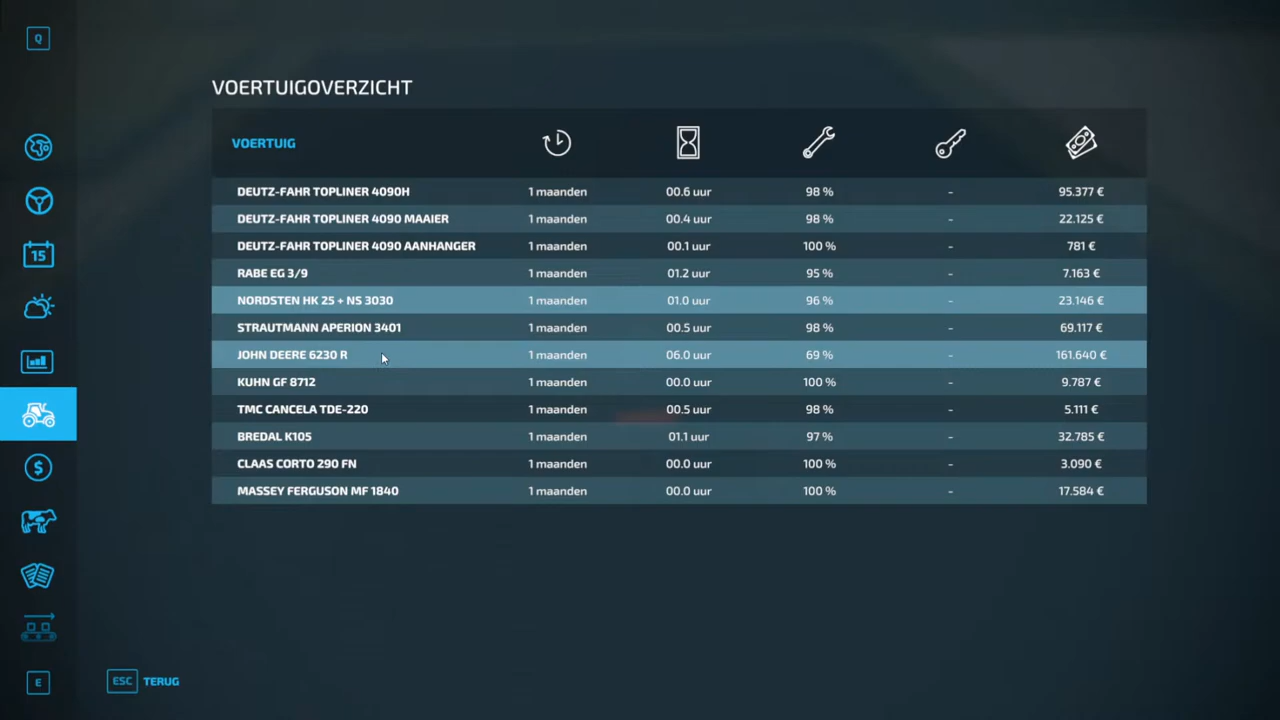 Q
VOERTUIGOVERZICHT
VOERTUIG
DEUTZ-FAHR TOPLINER 4090H 1 maanden 00.6 uur 98 % - 95.377 €
DEUTZ-FAHR TOPLINER 4090 MAAIER 1 maanden 00.4 uur 98 % - 22.125 €
DEUTZ-FAHR TOPLINER 4090 AANHANGER 1 maanden 00.1 uur 100 % - 781 €
RABE EG 3/9 1 maanden 01.2 uur 95 % - 7.163 €
NORDSTEN HK 25 + NS 3030 1 maanden 01.0 uur 96 % - 23.146 €
STRAUTMANN APERION 3401 1 maanden 00.5 uur 98 % - 69.117 €
JOHN DEERE 6230 R 1 maanden 06.0 uur 69 % - 161.640 €
KUHN GF 8712 1 maanden 00.0 uur 100 % - 9.787 €
TMC CANCELA TDE-220 1 maanden 00.5 uur 98 % - 5.111 €
BREDAL K105 1 maanden 01.1 uur 97 % - 32.785 €
CLAAS CORTO 290 FN 1 maanden 00.0 uur 100 % - 3.090 €
MASSEY FERGUSON MF 1840 1 maanden 00.0 uur 100 % - 17.584 €
15
$
E
ESC TERUG